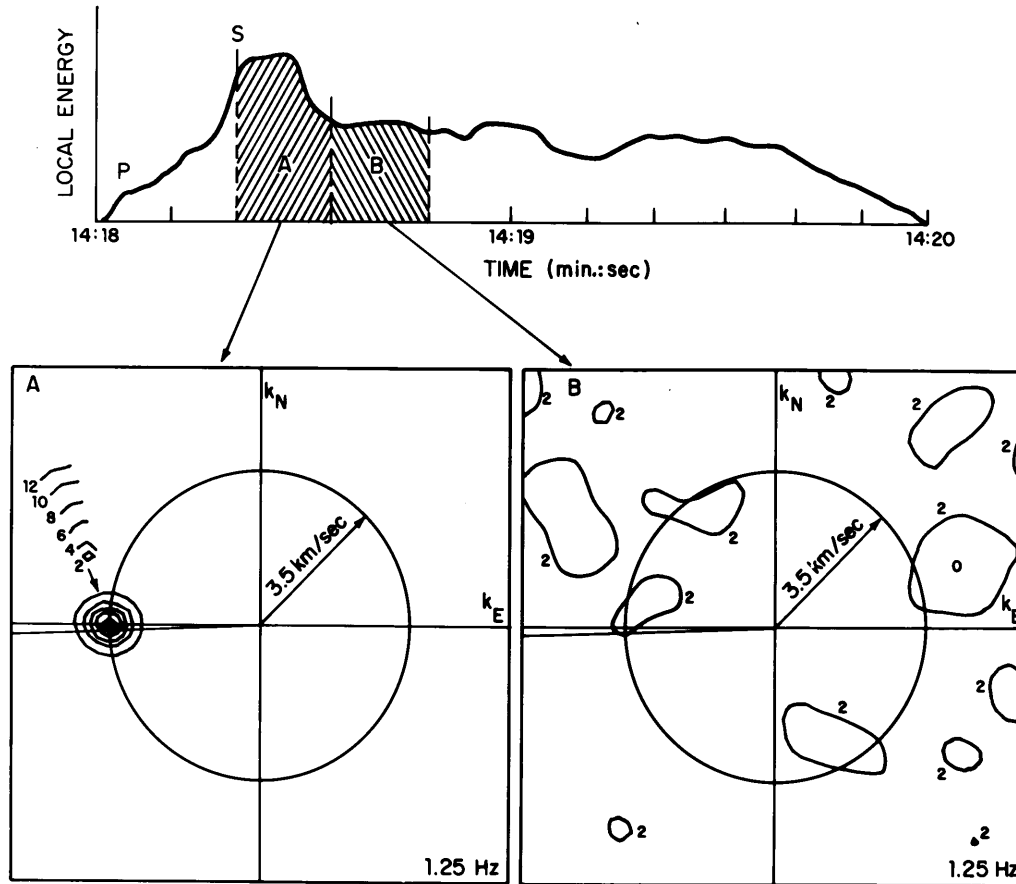 LOCAL ENERGY
S
P
A
B
14:18
14:19
14:20
TIME (min.:sec)
A
k_N
12
10
8
6
4
2
3.5 km/sec
k_E
1.25 Hz
B
k_N
2
2
2
2
2
2
2
0
3.5 km/sec
k_E
2
2
2
2
2
1.25 Hz